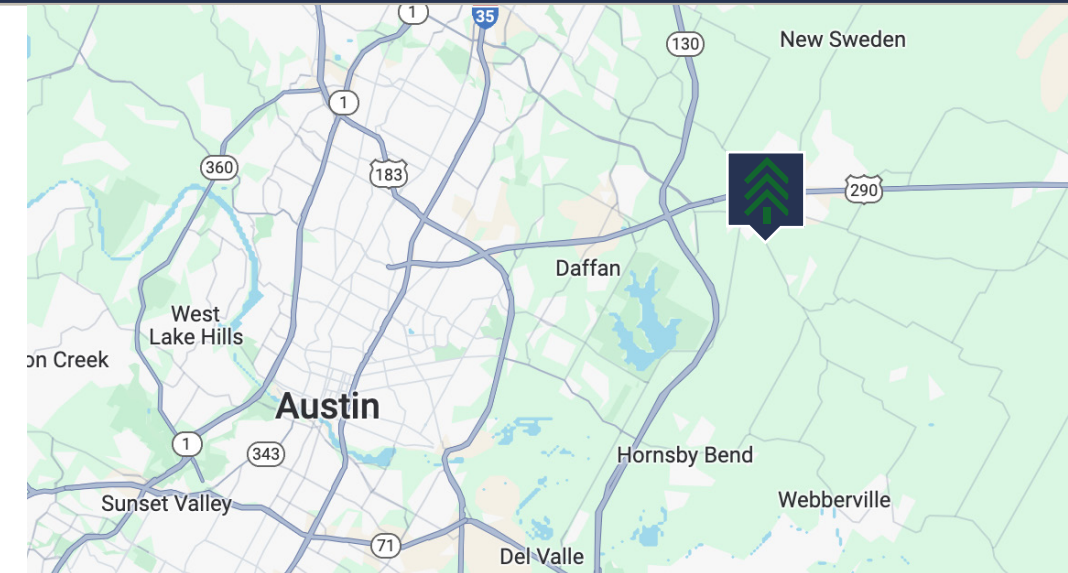 1
35
130
New Sweden
1
360
183
290
Daffan
West
Lake Hills
on Creek
Austin
1
343
Hornsby Bend
Sunset Valley
Webberville
71
Del Valle